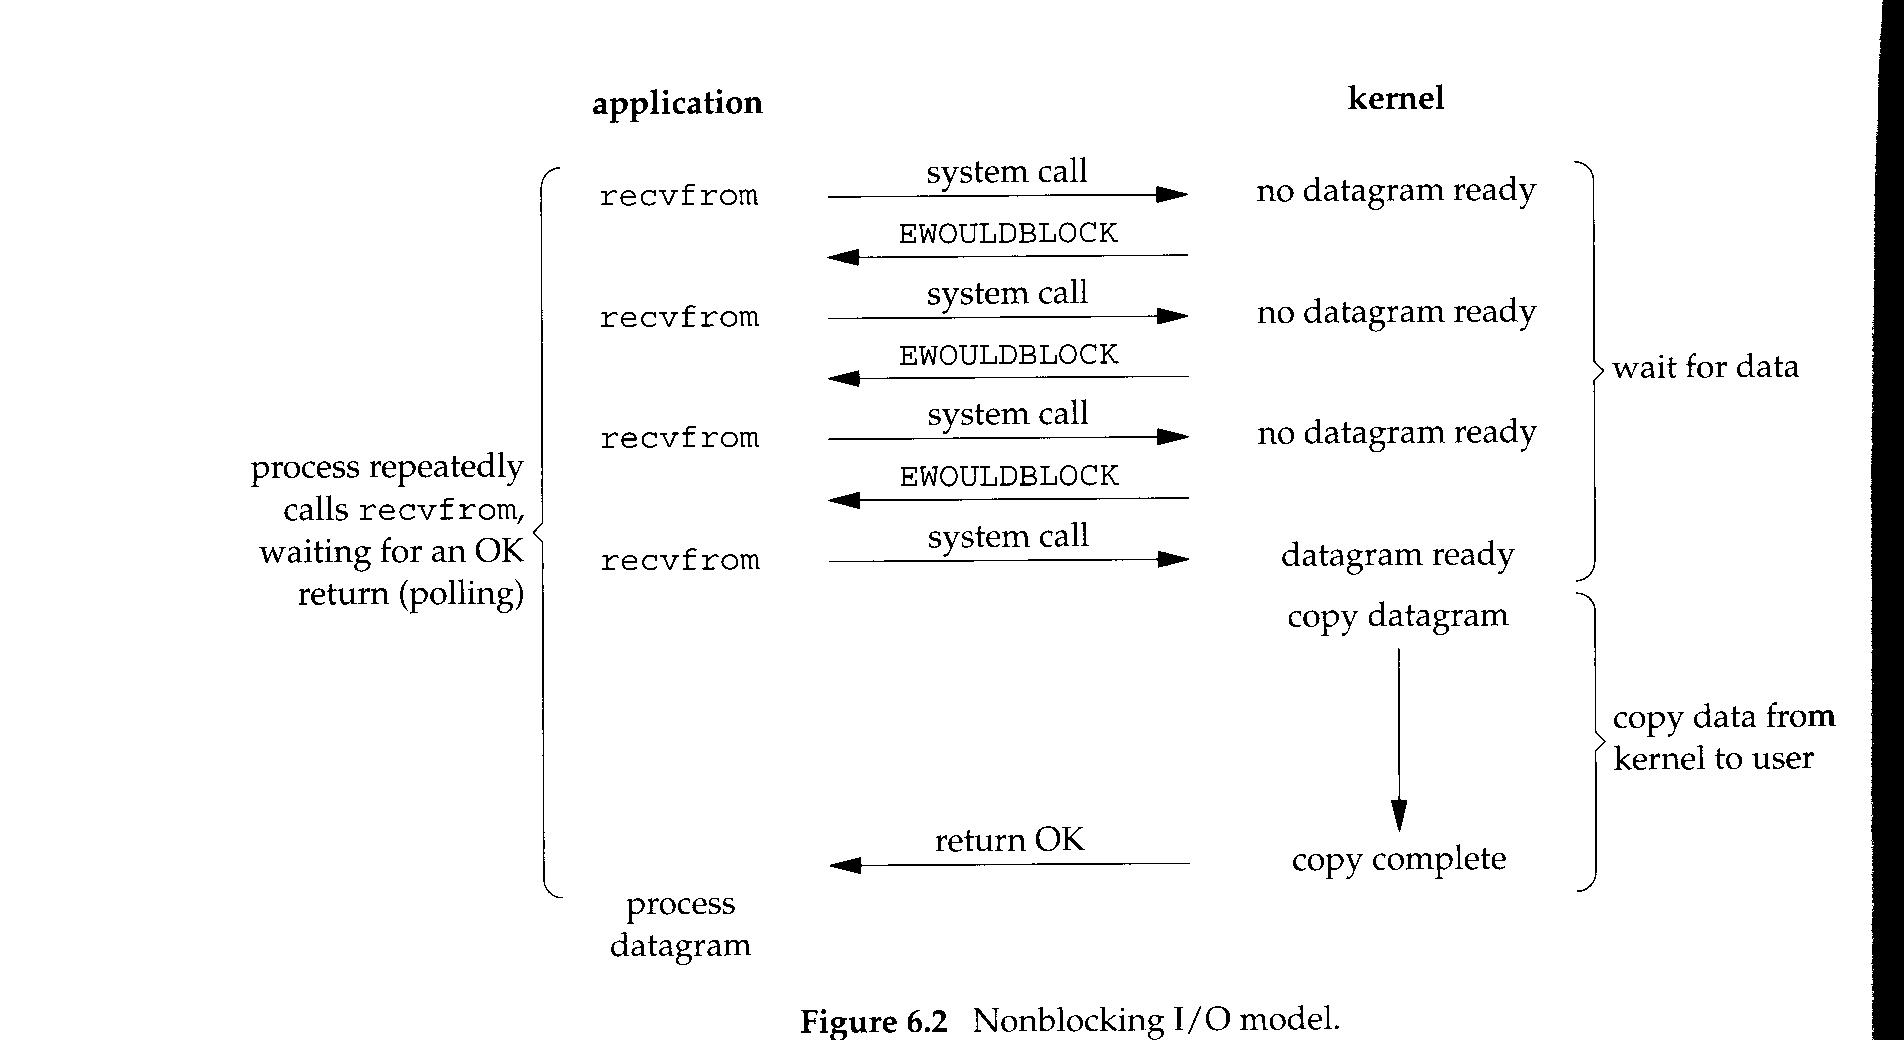 application
kernel
recvfrom
system call
no datagram ready
EWOULDBLOCK
recvfrom
system call
no datagram ready
EWOULDBLOCK
recvfrom
system call
no datagram ready
EWOULDBLOCK
recvfrom
system call
datagram ready
wait for data
process repeatedly
calls recvfrom,
waiting for an OK
return (polling)
copy datagram
copy data from
kernel to user
return OK
copy complete
process
datagram
Figure 6.2 Nonblocking I/O model.